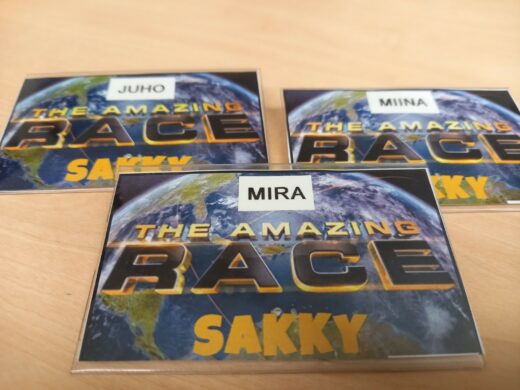 JUHO
THE AMAZING
RACE
SAKKY
MIINA
THE AMAZING
RACE
SAKKY
MIRA
THE AMAZING
RACE
SAKKY